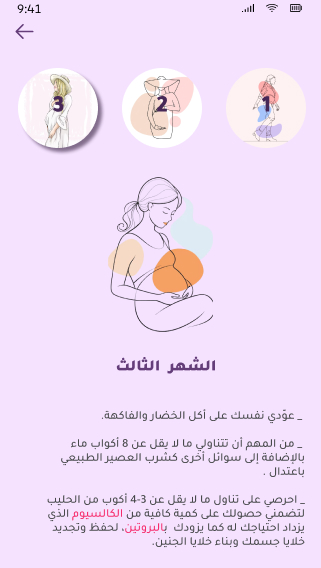 9:41
3
2
1
الشهر الثالث
_ عوّدي نفسك على أكل الخضار والفاكهة.
_ من المهم أن تتناولي ما لا يقل عن 8 أكواب ماء
بالإضافة إلى سوائل أخرى كشرب العصير الطبيعي
باعتدال .
_ احرصي على تناول ما لا يقل عن 3-4 أكوب من الحليب
لتضمني حصولك على كمية كافية من الكالسيوم الذي
يزداد احتياجك له كما يزودك بالبروتين، لحفظ وتجديد
خلايا جسمك وبناء خلايا الجنين.